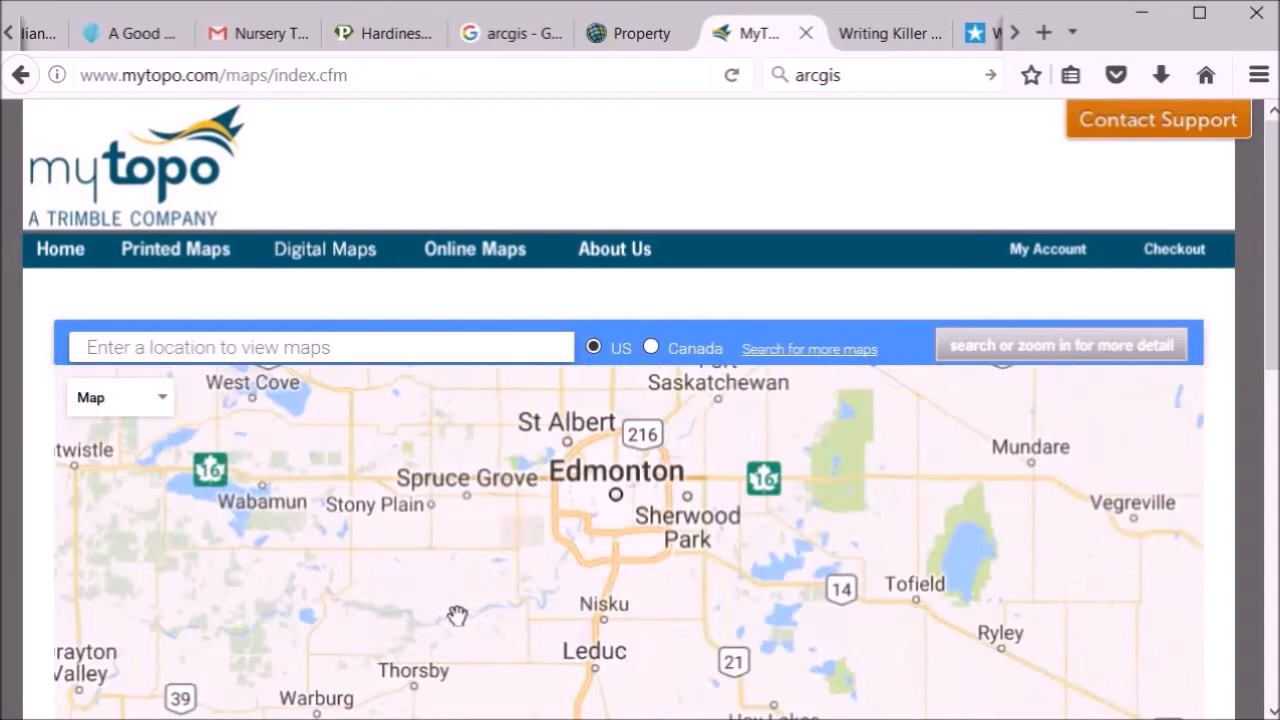 lian...
A Good ...
Nursery T...
Hardines...
arcgis - G...
Property
MyT...
Writing Killer ...
www.mytopo.com/maps/index.cfm
arcgis
Contact Support
mytopo
A TRIMBLE COMPANY
Home
Printed Maps
Digital Maps
Online Maps
About Us
My Account
Checkout
Enter a location to view maps
US
Canada
Search for more maps
search or zoom in for more detail
Map
West Cove
Fort
Saskatchewan
St Albert
216
Mundare
twistle
16
Spruce Grove
Edmonton
16
Wabamun
Stony Plain
Sherwood
Park
Vegreville
Nisku
14
Tofield
Ryley
rayton
Valley
Thorsby
Leduc
21
39
Warburg
Hay Lakes